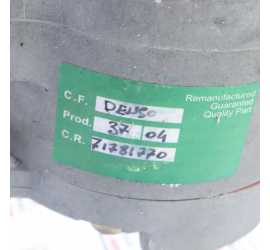 Remanufactured
Guaranteed
Quality Part
C.F. DENSO
Prod. 37 04
C.R. 71781770